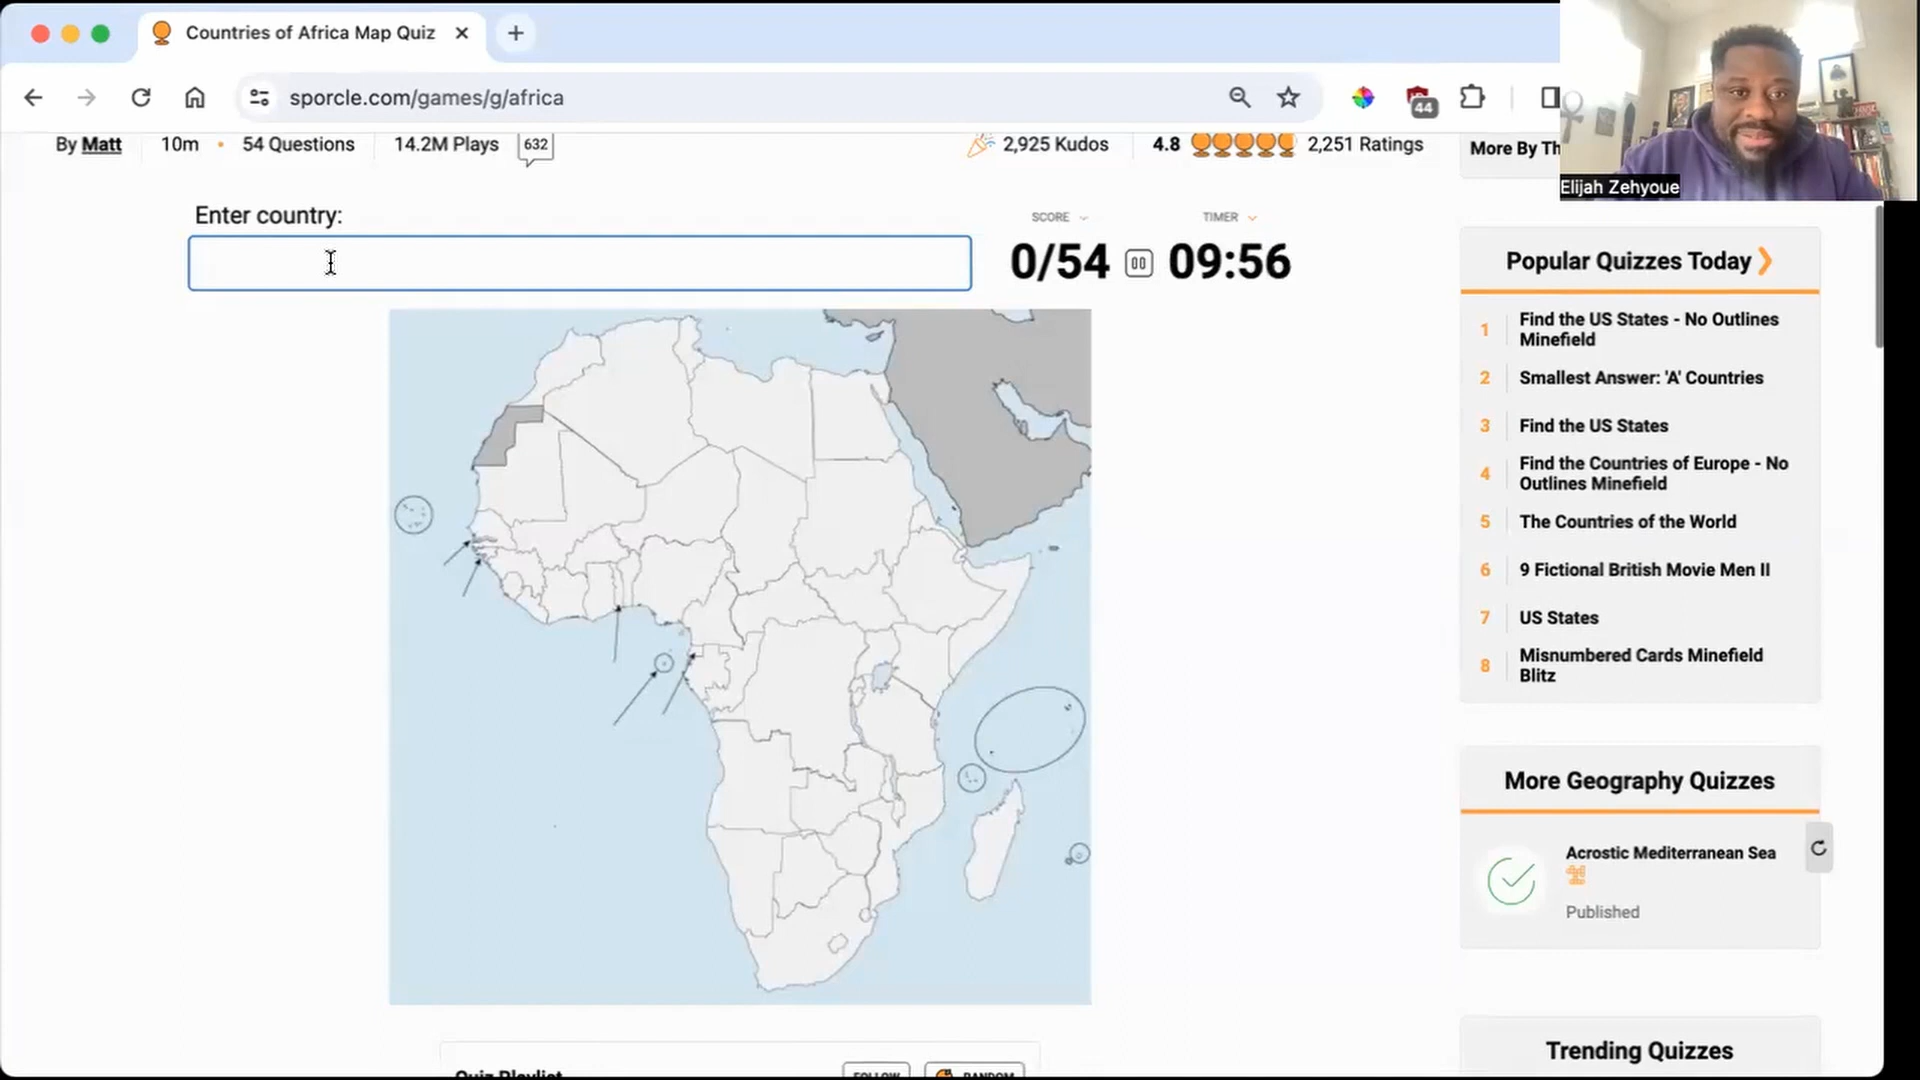 Countries of Africa Map Quiz
sporcle.com/games/g/africa
44
Elijah Zehyoue
By Matt
10m
54 Questions
14.2M Plays
632
2,925 Kudos
4.8
2,251 Ratings
More By Th
Enter country:
SCORE
TIMER
0/54
09:56
Popular Quizzes Today
1 Find the US States - No Outlines
Minefield
2 Smallest Answer: 'A' Countries
3 Find the US States
4 Find the Countries of Europe - No
Outlines Minefield
5 The Countries of the World
6 9 Fictional British Movie Men II
7 US States
8 Misnumbered Cards Minefield
Blitz
More Geography Quizzes
Acrostic Mediterranean Sea
Published
Trending Quizzes
Quiz Playlist
FOLLOW
RANDOM